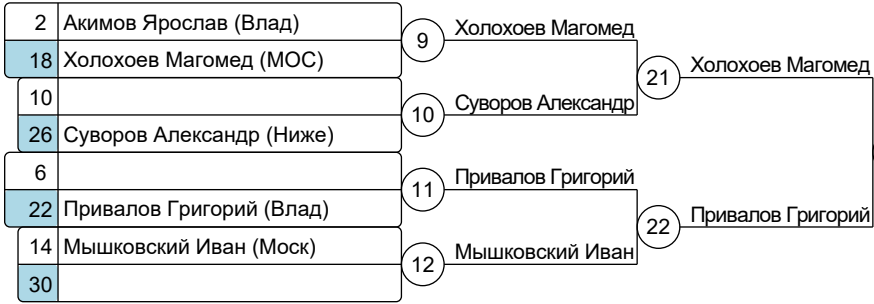 2 Акимов Ярослав (Влад)
18 Холохоев Магомед (МОС)
9 Холохоев Магомед
10
26 Суворов Александр (Ниже)
10 Суворов Александр
21 Холохоев Магомед
6
22 Привалов Григорий (Влад)
11 Привалов Григорий
14 Мышковский Иван (Моск)
30
12 Мышковский Иван
22 Привалов Григорий